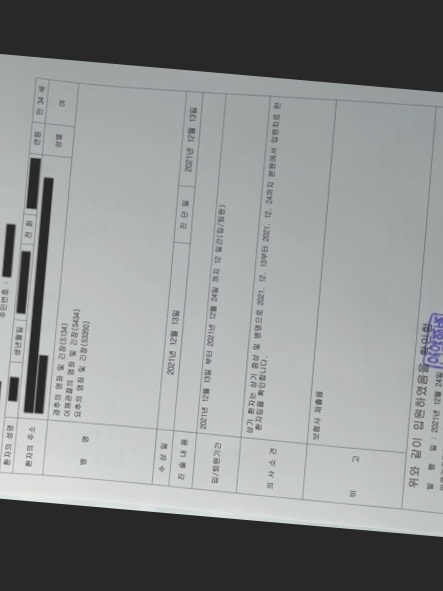 주민번호 :
환자의 성명
생년월일 전 화 연령 만 34 세
환자의 주소 성별 여
병 명
경추의 염좌 및 긴장(S134)
어깨관절의 염좌 및 긴장(S434)
요추의 염좌 및 긴장(S3350)
수 상 일 2021년 12월 13일 진 단 일 2021년 12월 13일
진 료 내 용
입/퇴원기간 2021년 12월 13일 부터 2021년 12월 24일 까지 12 일간(입/퇴원)
의 사 소 견
상기 환자는 상기 증상 및 병명으로 2021. 12. 13부터 2021. 12. 24까지 본원에서 입원치료 한
환자임을 확인합니다.
비 고
보험사 제출용
위와 같이 입원하였음을 확인함
발 행 일 : 2021년 12월 24일